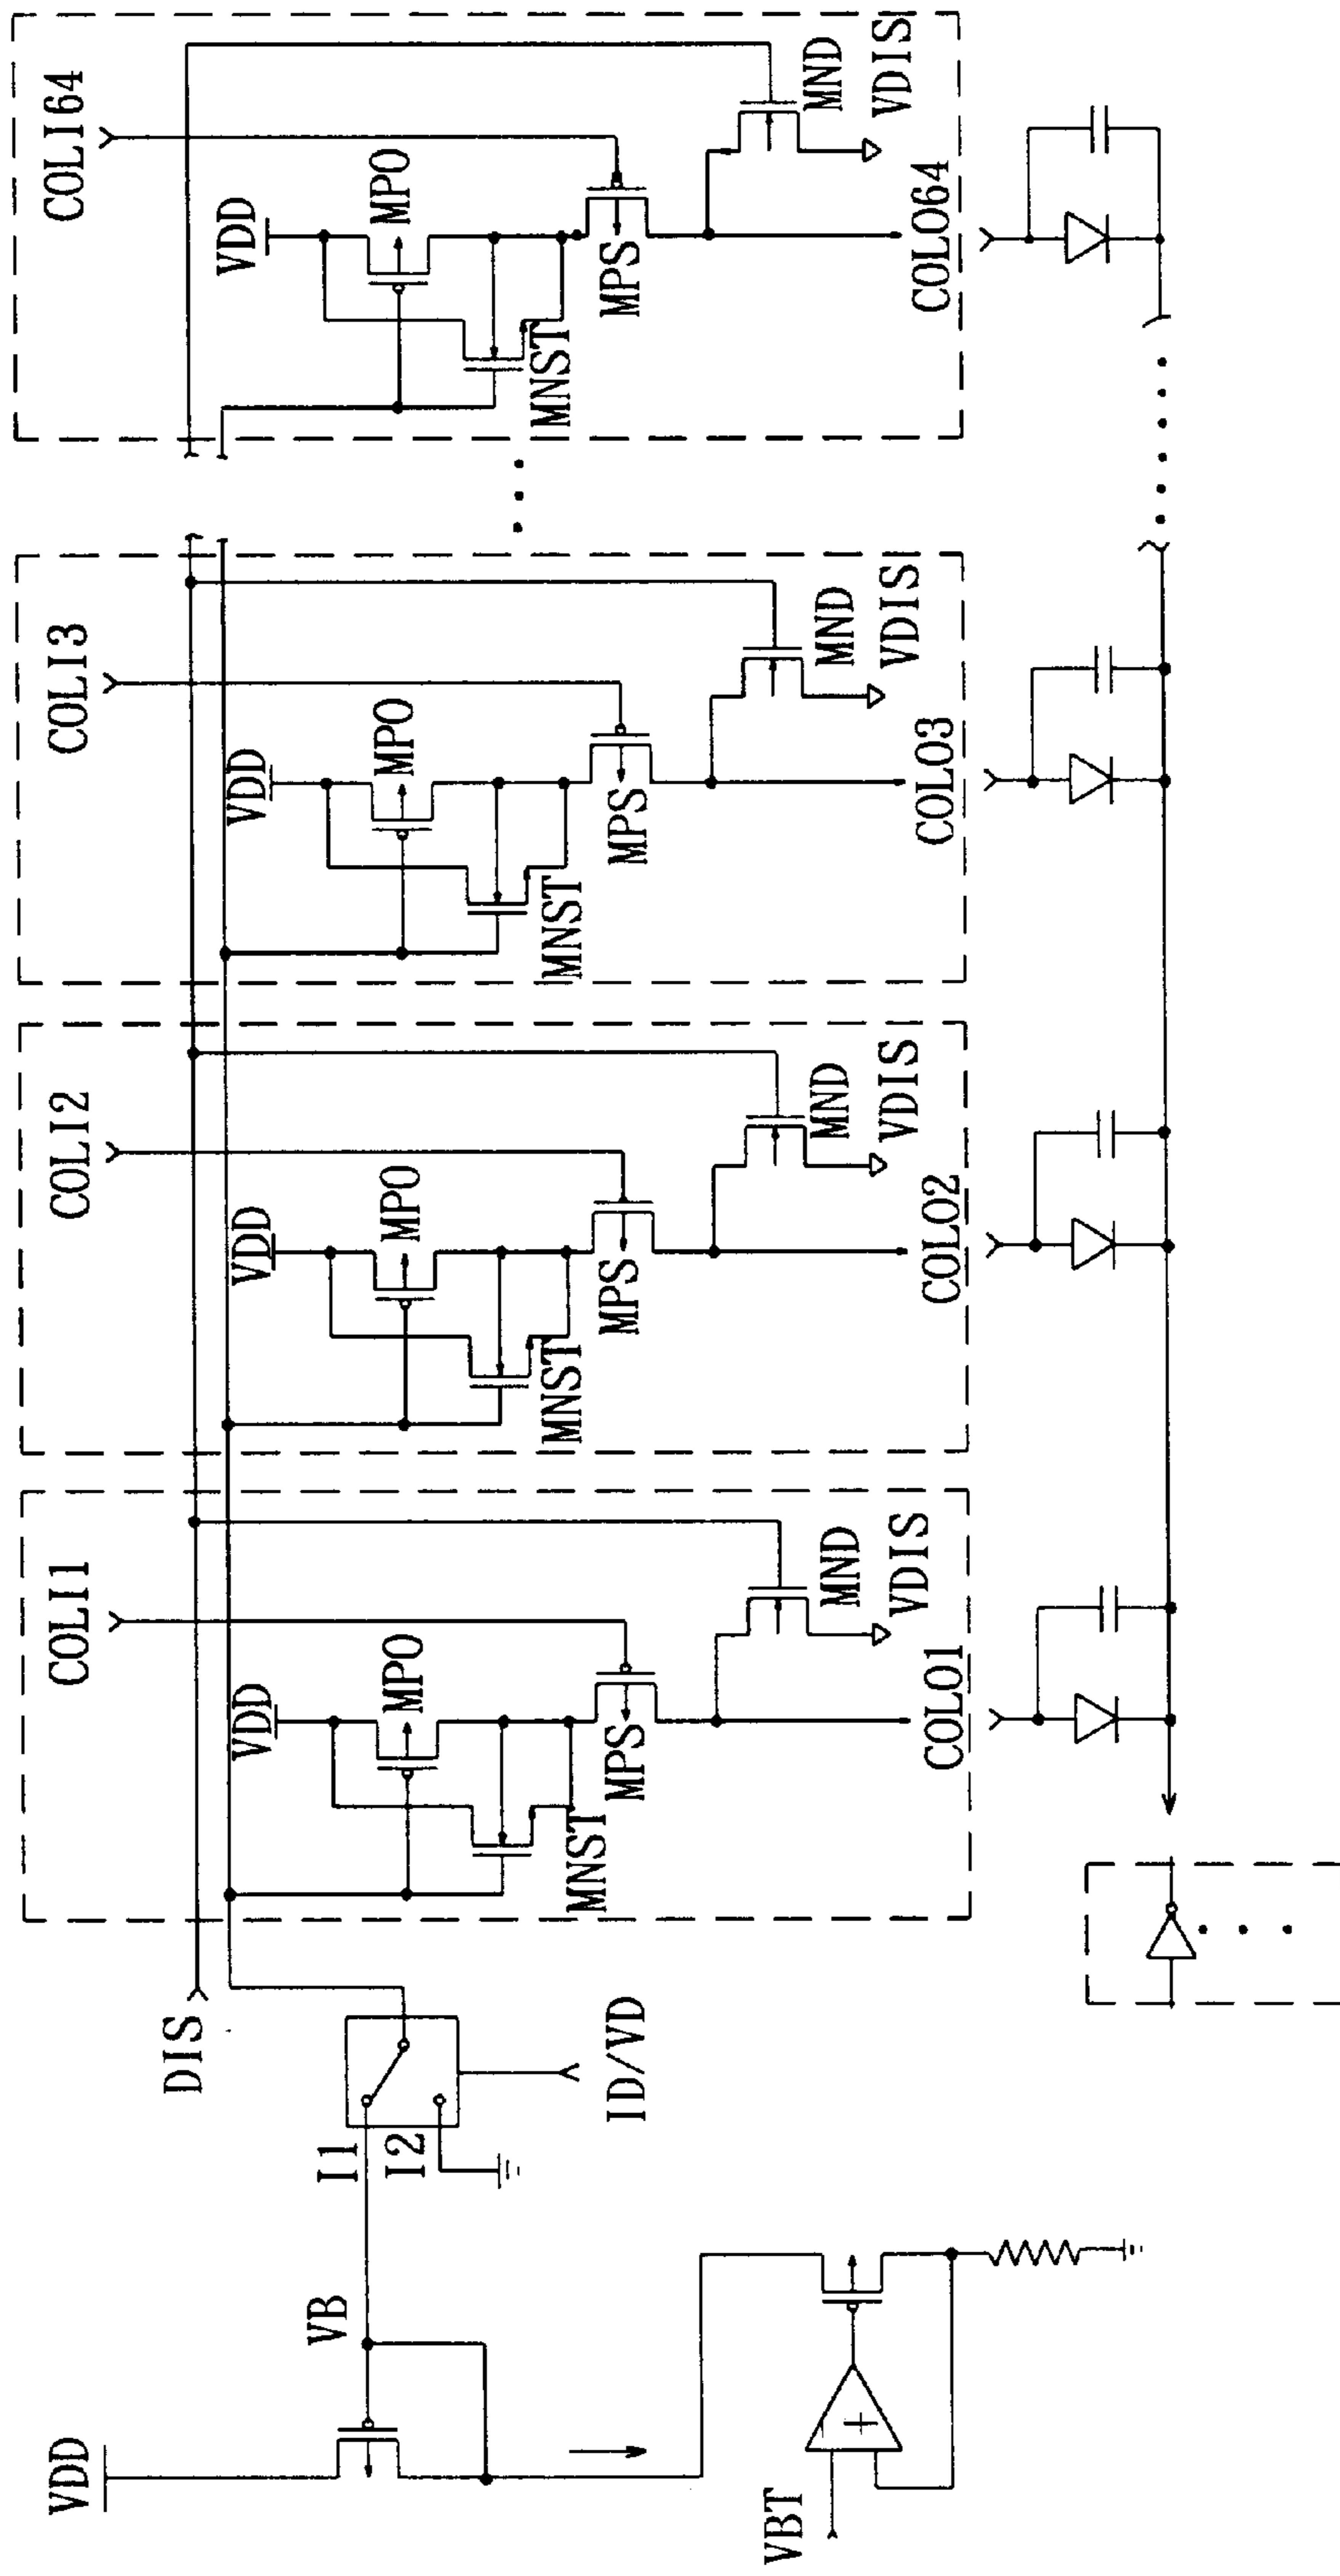 VDD
VBT
VB
I1
I2
ID/VD
DIS
COLI1
VDD
MPO
MNST
MPS
MND
VDIS
COLO1
COLI2
VDD
MPO
MNST
MPS
MND
VDIS
COLO2
COLI3
VDD
MPO
MNST
MPS
MND
VDIS
COLO3
COLI64
VDD
MPO
MNST
MPS
MND
VDIS
COLO64